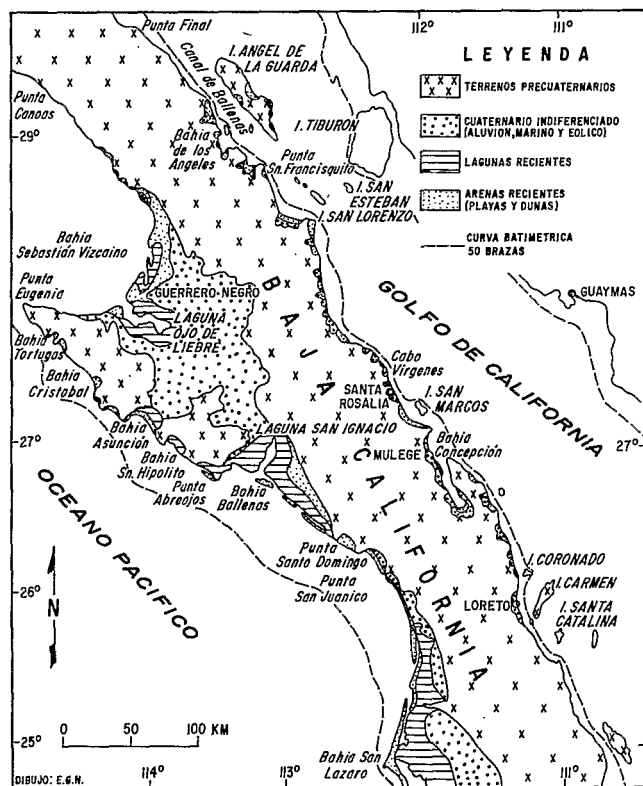 112°
111°
Punta Final
I. ANGEL DE
LA GUARDA
Canal de Ballenas
LEYENDA
TERRENOS PRECUATERNARIOS
CUATERNARIO INDIFERENCIADO
(ALUVION, MARINO Y EOLICO)
LAGUNAS RECIENTES
ARENAS RECIENTES
(PLAYAS Y DUNAS)
CURVA BATIMETRICA
50 BRAZAS
Punta
Canoas
29°
I. TIBURON
Bahia
de los
Angeles
Punta
Sn. Francisquito
I. SAN
ESTEBAN
I. SAN LORENZO
Bahia
Sebastián Vizcaino
Punta
Eugenia
GUERRERO NEGRO
LAGUNA
OJO DE
LIEBRE
BAJA
CALIFORNIA
GOLFO DE CALIFORNIA
GUAYMAS
Bahia
Tortugas
Bahia
Cristobal
Cabo
Virgenes
SANTA
ROSALIA
I. SAN
MARCOS
27°
27°
Bahia
Asunción
Bahia
Sn. Hipolito
Punta
Abreojos
LAGUNA SAN IGNACIO
Bahia
Ballenas
MULEGE
Bahia
Concepción
OCEANO PACIFICO
Punta
Santo Domingo
Punta
San Juanico
26°
N
I. CORONADO
I. CARMEN
LORETO
I. SANTA
CATALINA
25°
0 50 100
KM
Bahia San
Lazaro
DIBUJO: E.G.N.
114°
113°
111°